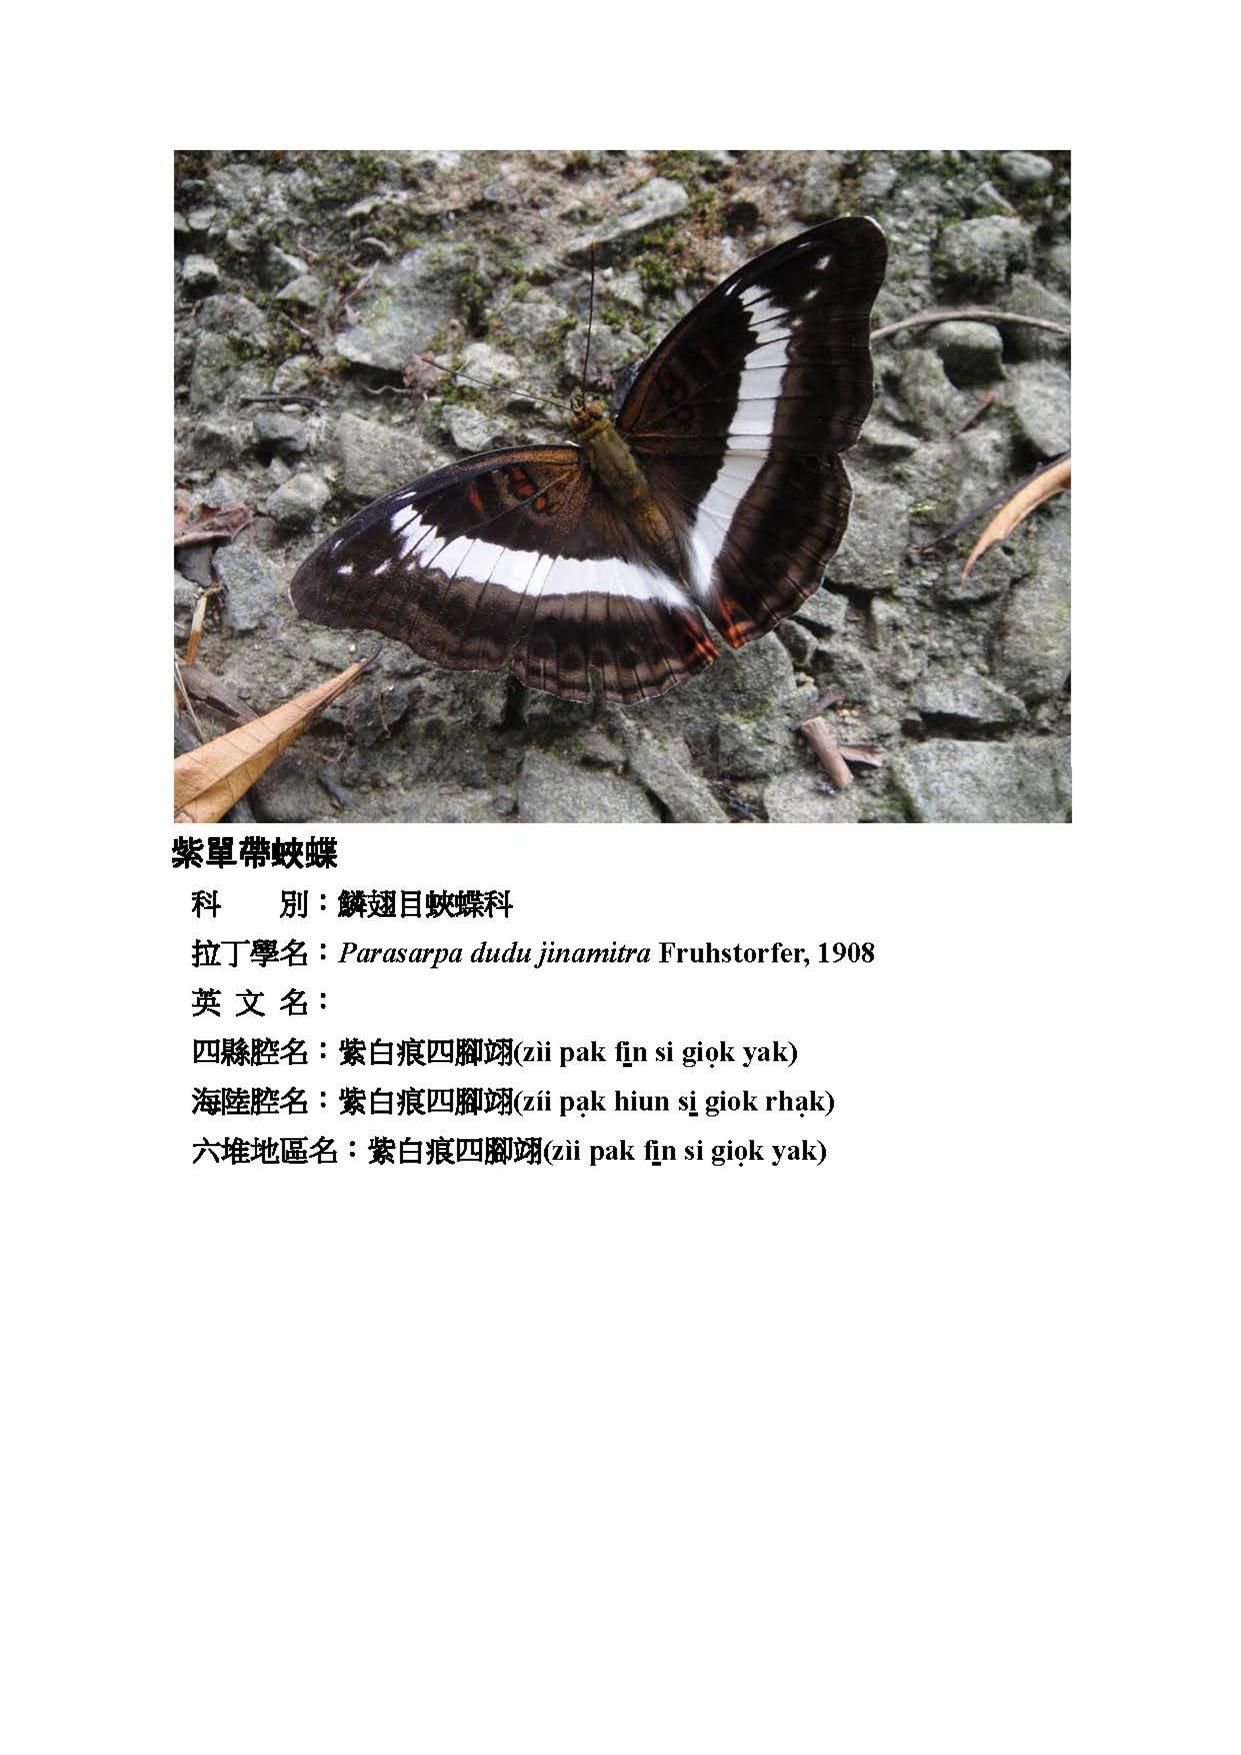 紫單帶蛺蝶
科　　別：鱗翅目蛺蝶科
拉丁學名：Parasarpa dudu jinamitra Fruhstorfer, 1908
英 文 名：
四縣腔名：紫白痕四腳翊(zìi pak fi̱n si giọk yak)
海陸腔名：紫白痕四腳翊(zíi pạk hiun si̱ giok rhạk)
六堆地區名：紫白痕四腳翊(zìi pak fi̱n si giọk yak)